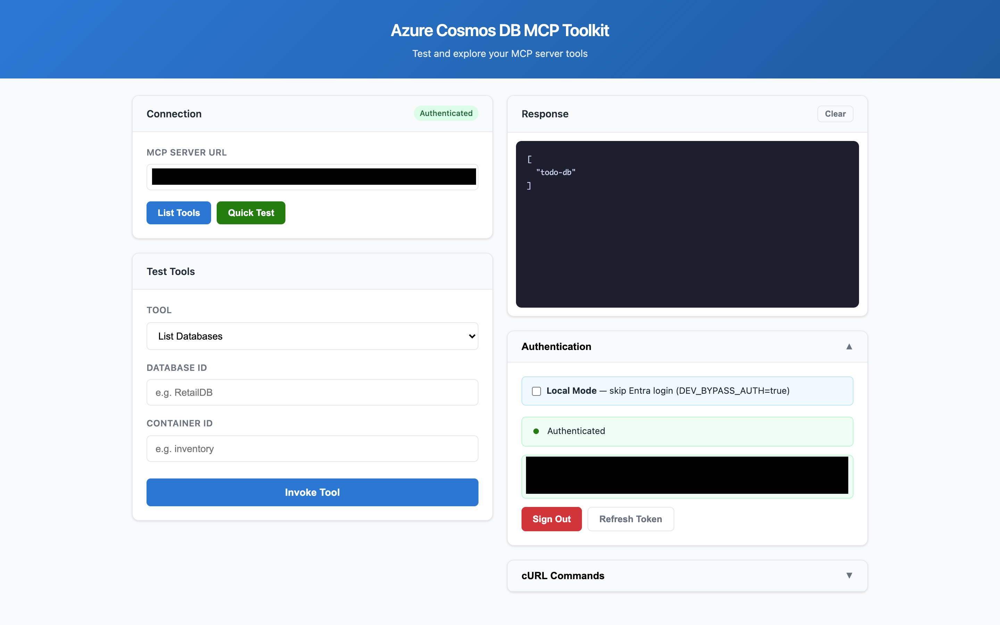 Azure Cosmos DB MCP Toolkit
Test and explore your MCP server tools
Connection
Authenticated
MCP SERVER URL
List Tools
Quick Test
Test Tools
TOOL
List Databases
DATABASE ID
e.g. RetailDB
CONTAINER ID
e.g. inventory
Invoke Tool
Response
Clear
[
"todo-db"
]
Authentication ▲
Local Mode — skip Entra login (DEV_BYPASS_AUTH=true)
Authenticated
Sign Out
Refresh Token
cURL Commands ▼